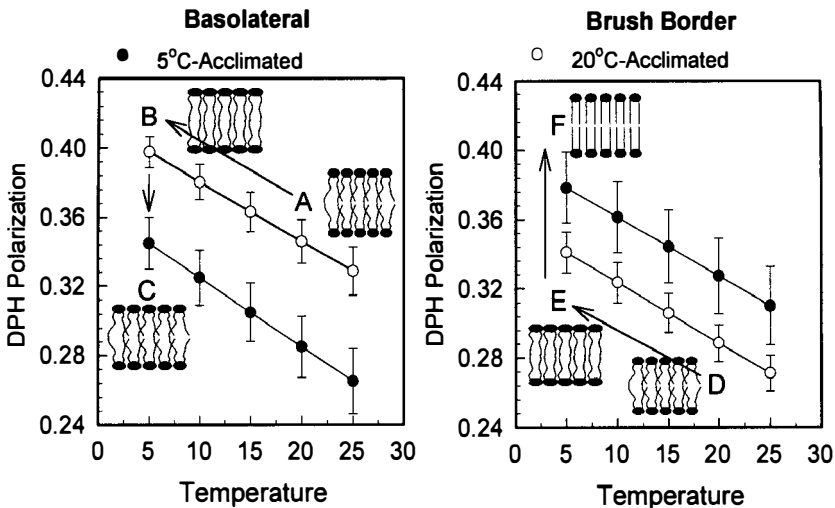 Basolateral
Brush Border
● 5°C-Acclimated
○ 20°C-Acclimated
DPH Polarization
0.44
0.40
0.36
0.32
0.28
0.24
B
A
C
0 5 10 15 20 25 30
Temperature
DPH Polarization
0.44
0.40
0.36
0.32
0.28
0.24
F
E
D
0 5 10 15 20 25 30
Temperature